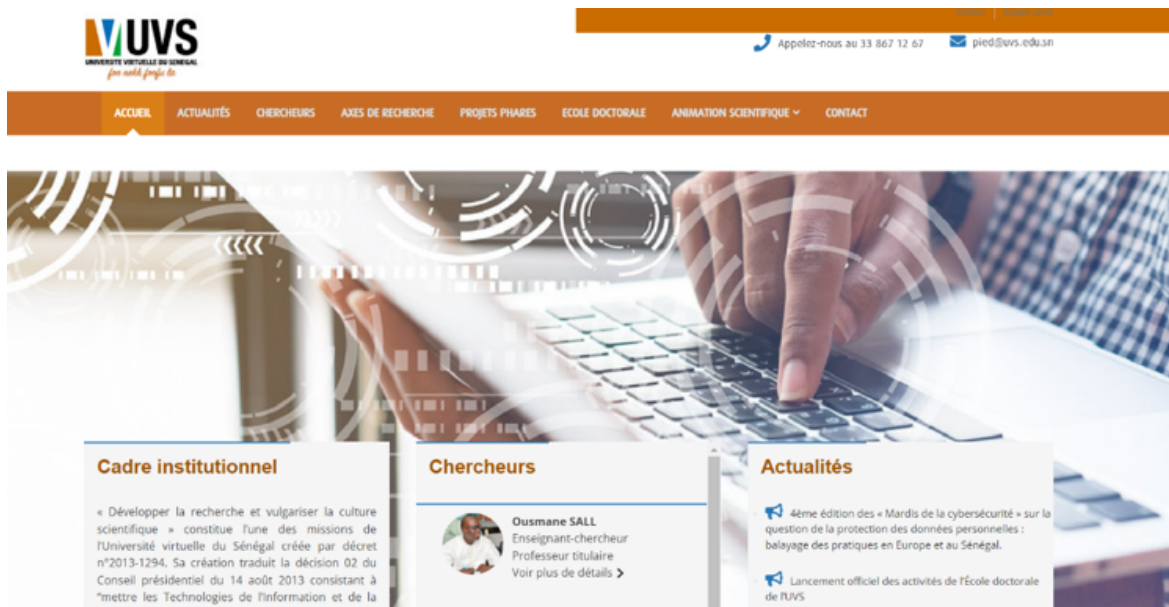 UVS
UNIVERSITE VIRTUELLE DU SENEGAL
Appelez-nous au 33 867 12 67
pied@uvs.edu.sn
ACCUEIL ACTUALITÉS CHERCHEURS AXES DE RECHERCHE PROJETS PHARES ECOLE DOCTORALE ANIMATION SCIENTIFIQUE CONTACT
Cadre institutionnel
« Développer la recherche et vulgariser la culture
scientifique » constitue l'une des missions de
l'Université virtuelle du Sénégal créée par décret
n°2013-1294. Sa création traduit la décision 02 du
Conseil présidentiel du 14 août 2013 consistant à
"mettre les Technologies de l'Information et de la
Chercheurs
Ousmane SALL
Enseignant-chercheur
Professeur titulaire
Voir plus de détails
Actualités
4ème édition des « Mardis de la cybersécurité » sur la
question de la protection des données personnelles :
balayage des pratiques en Europe et au Sénégal.
Lancement officiel des activités de l'École doctorale
de l'UVS